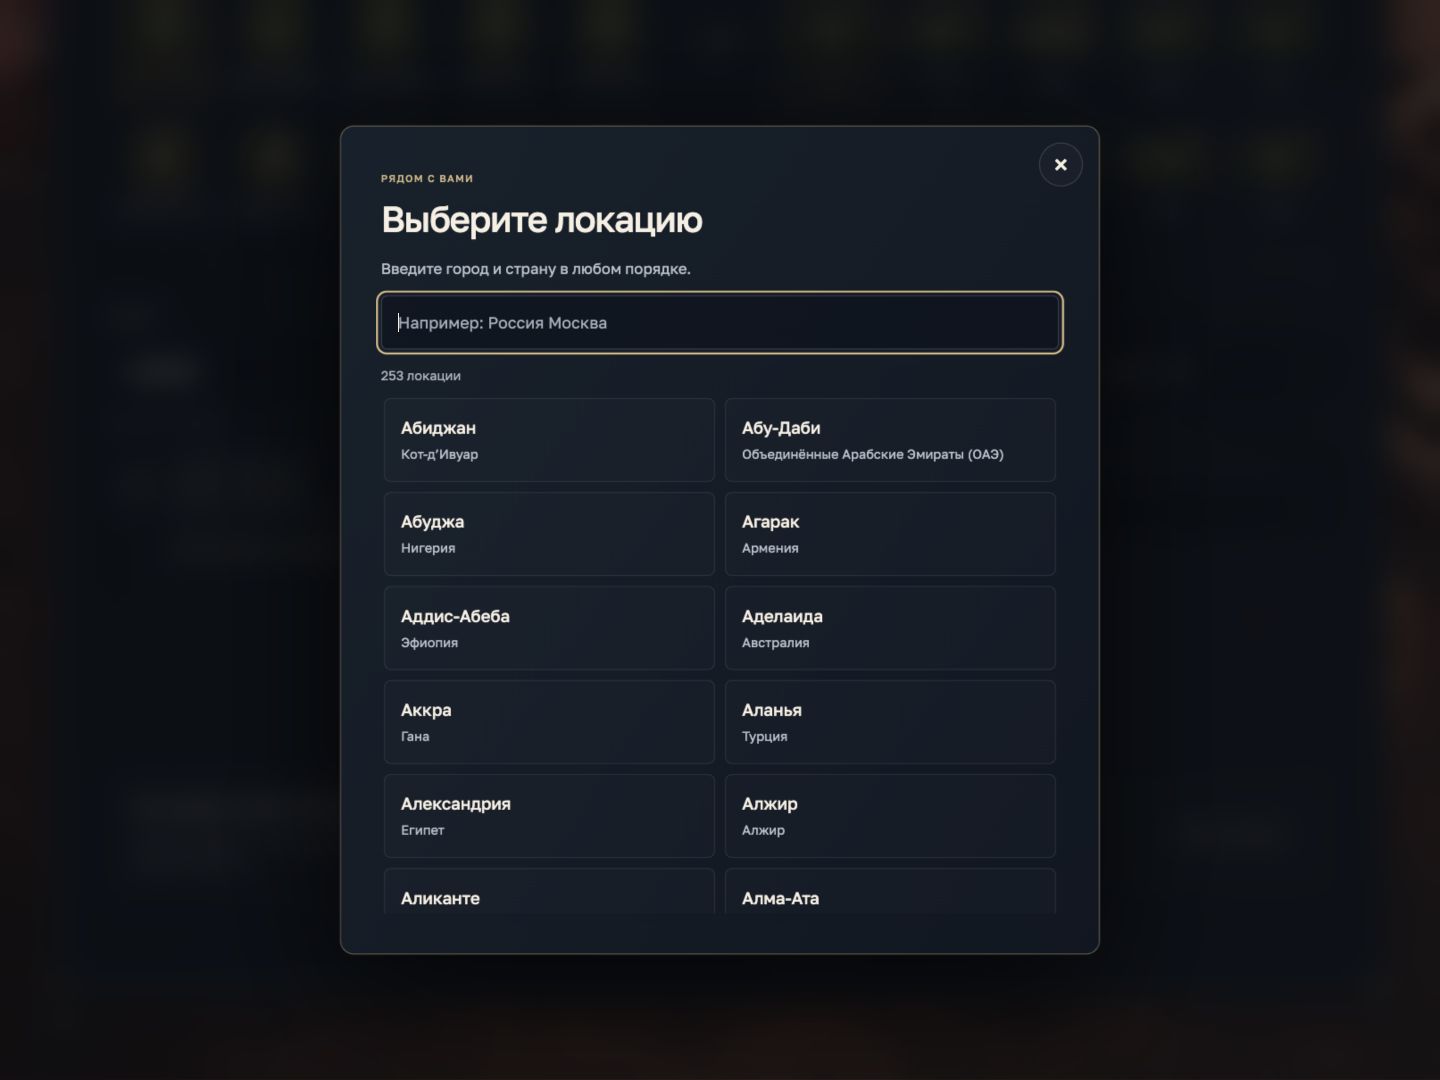 РЯДОМ С ВАМИ
Выберите локацию
Введите город и страну в любом порядке.
Например: Россия Москва
253 локации
Абиджан
Кот-д’Ивуар
Абу-Даби
Объединённые Арабские Эмираты (ОАЭ)
Абуджа
Нигерия
Агарак
Армения
Аддис-Абеба
Эфиопия
Аделаида
Австралия
Аккра
Гана
Аланья
Турция
Александрия
Египет
Алжир
Алжир
Аликанте
Алма-Ата